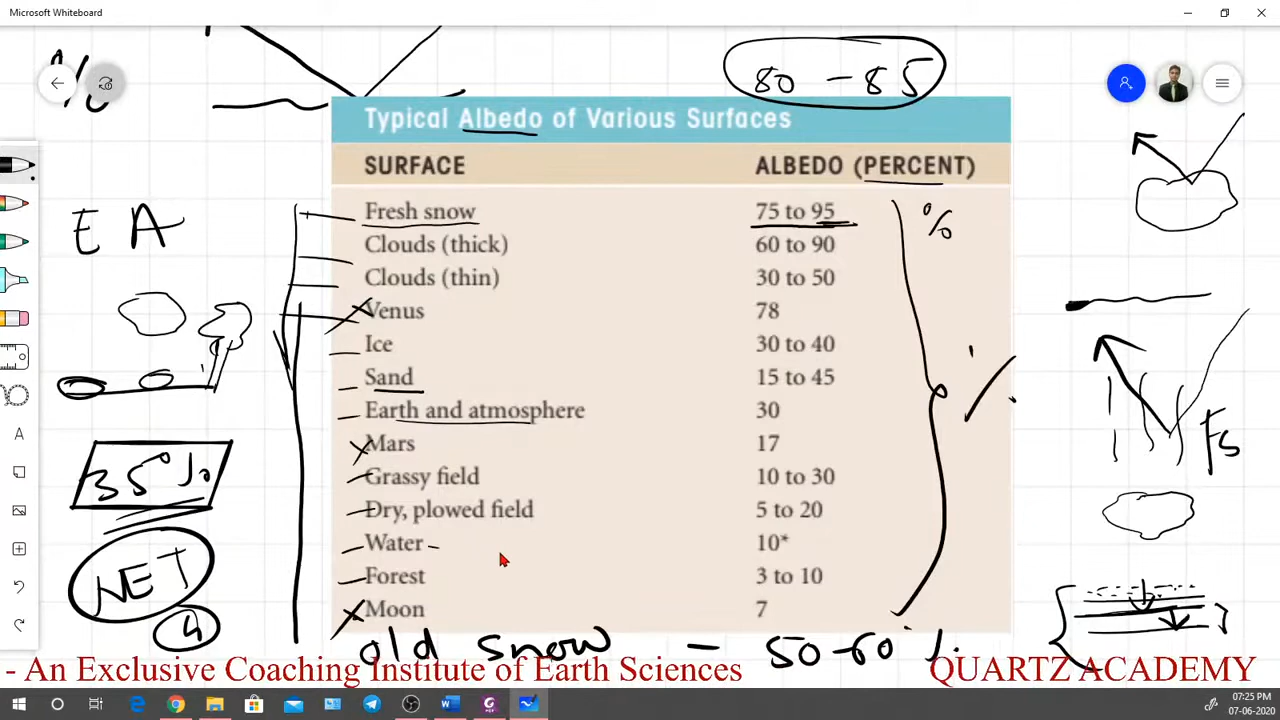 Microsoft Whiteboard
%
80 - 85
Typical Albedo of Various Surfaces
SURFACE ALBEDO (PERCENT)
Fresh snow 75 to 95
%
Clouds (thick) 60 to 90
E A
Clouds (thin) 30 to 50
Venus 78
Ice 30 to 40
Sand 15 to 45
Earth and atmosphere 30
Mars 17
FS
Grassy field 10 to 30
35%
Dry, plowed field 5 to 20
Water 10*
NET
Forest 3 to 10
Moon 7
4
old snow - 50-60%
- An Exclusive Coaching Institute of Earth Sciences QUARTZ ACADEMY
07:25 PM
07-06-2020